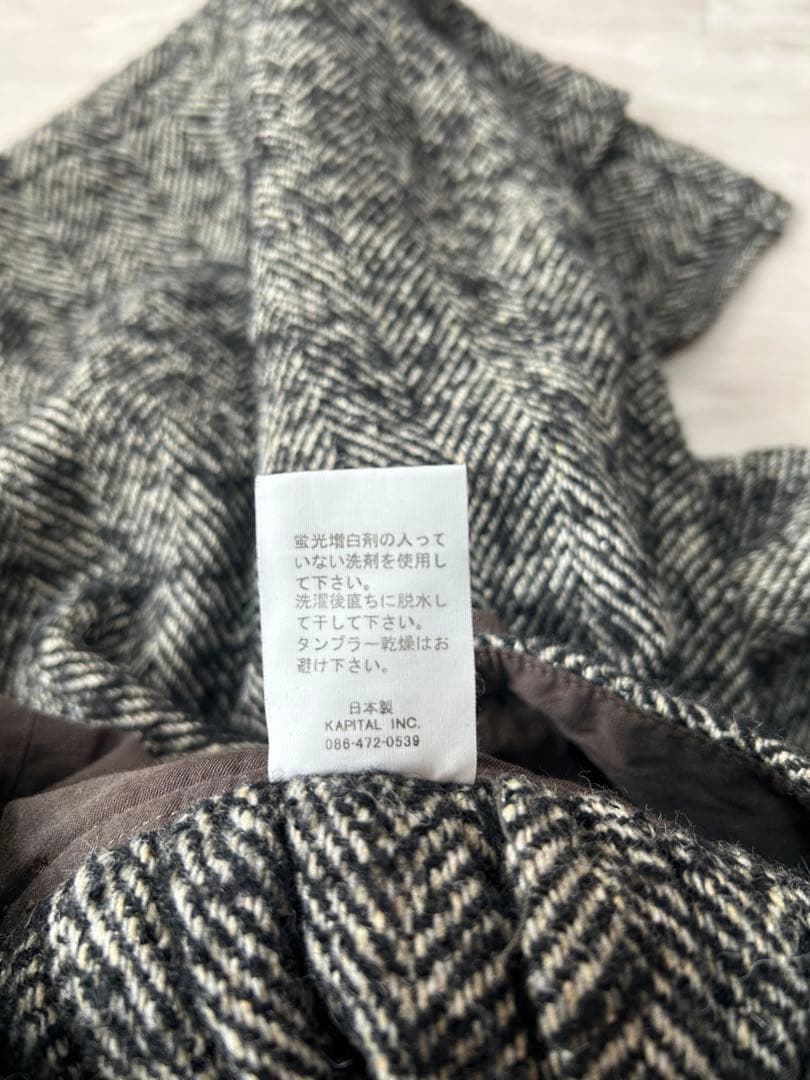 蛍光増白剤の入って
いない洗剤を使用し
て下さい。
洗濯後直ちに脱水し
て干して下さい。
タンブラー乾燥はお
避け下さい。
日本製
KAPITAL INC.
086-472-0539